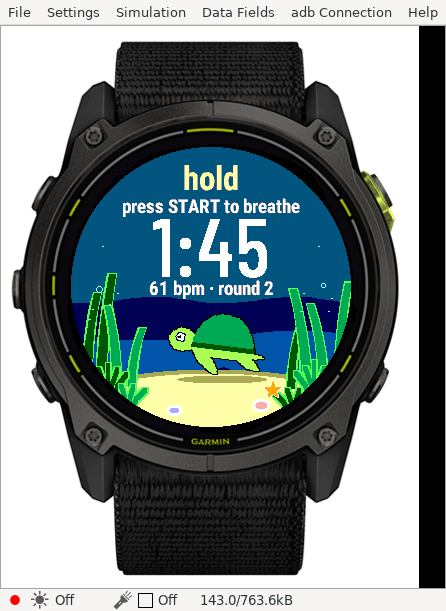 File Settings Simulation Data Fields adb Connection Help
hold
press START to breathe
1:45
61 bpm · round 2
GARMIN
Off Off 143.0/763.6kB